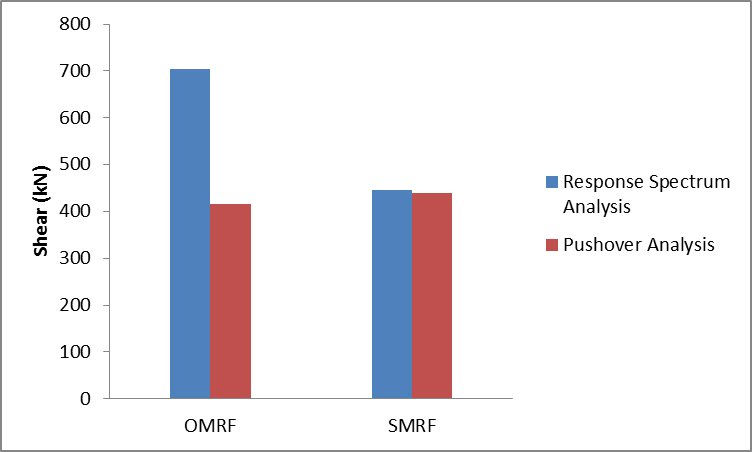 800
700
600
500
400
300
200
100
0
Shear (kN)
OMRF
SMRF
Response Spectrum
Analysis
Pushover Analysis